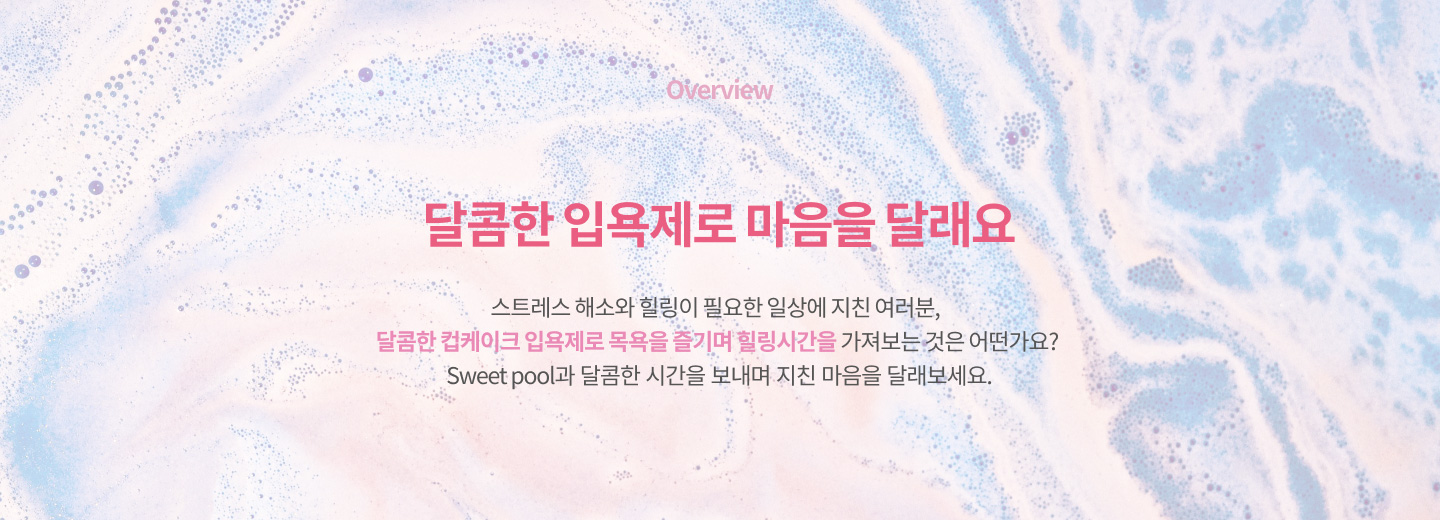 Overview
달콤한 입욕제로 마음을 달래요
스트레스 해소와 힐링이 필요한 일상에 지친 여러분,
달콤한 컵케이크 입욕제로 목욕을 즐기며 힐링시간을 가져보는 것은 어떤가요?
Sweet pool과 달콤한 시간을 보내며 지친 마음을 달래보세요.